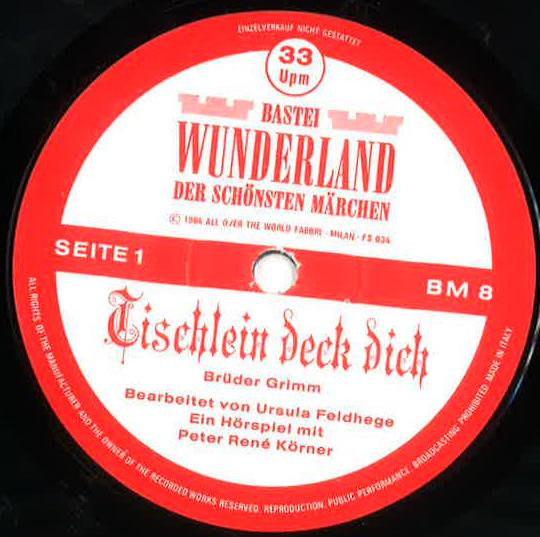 EINZELVERKAUF NICHT GESTATTET
33
Upm
BASTEI
WUNDERLAND
DER SCHÖNSTEN MÄRCHEN
© 1966 ALL OVER THE WORLD FABBRI - MILAN - FS 034
SEITE 1
BM 8
Tischlein deck dich
Brüder Grimm
Bearbeitet von Ursula Feldhege
Ein Hörspiel mit
Peter René Körner
ALL RIGHTS OF THE MANUFACTURER AND THE OWNER OF THE RECORDED WORKS RESERVED. REPRODUCTION, PUBLIC PERFORMANCE BROADCASTING PROHIBITED MADE IN ITALY.